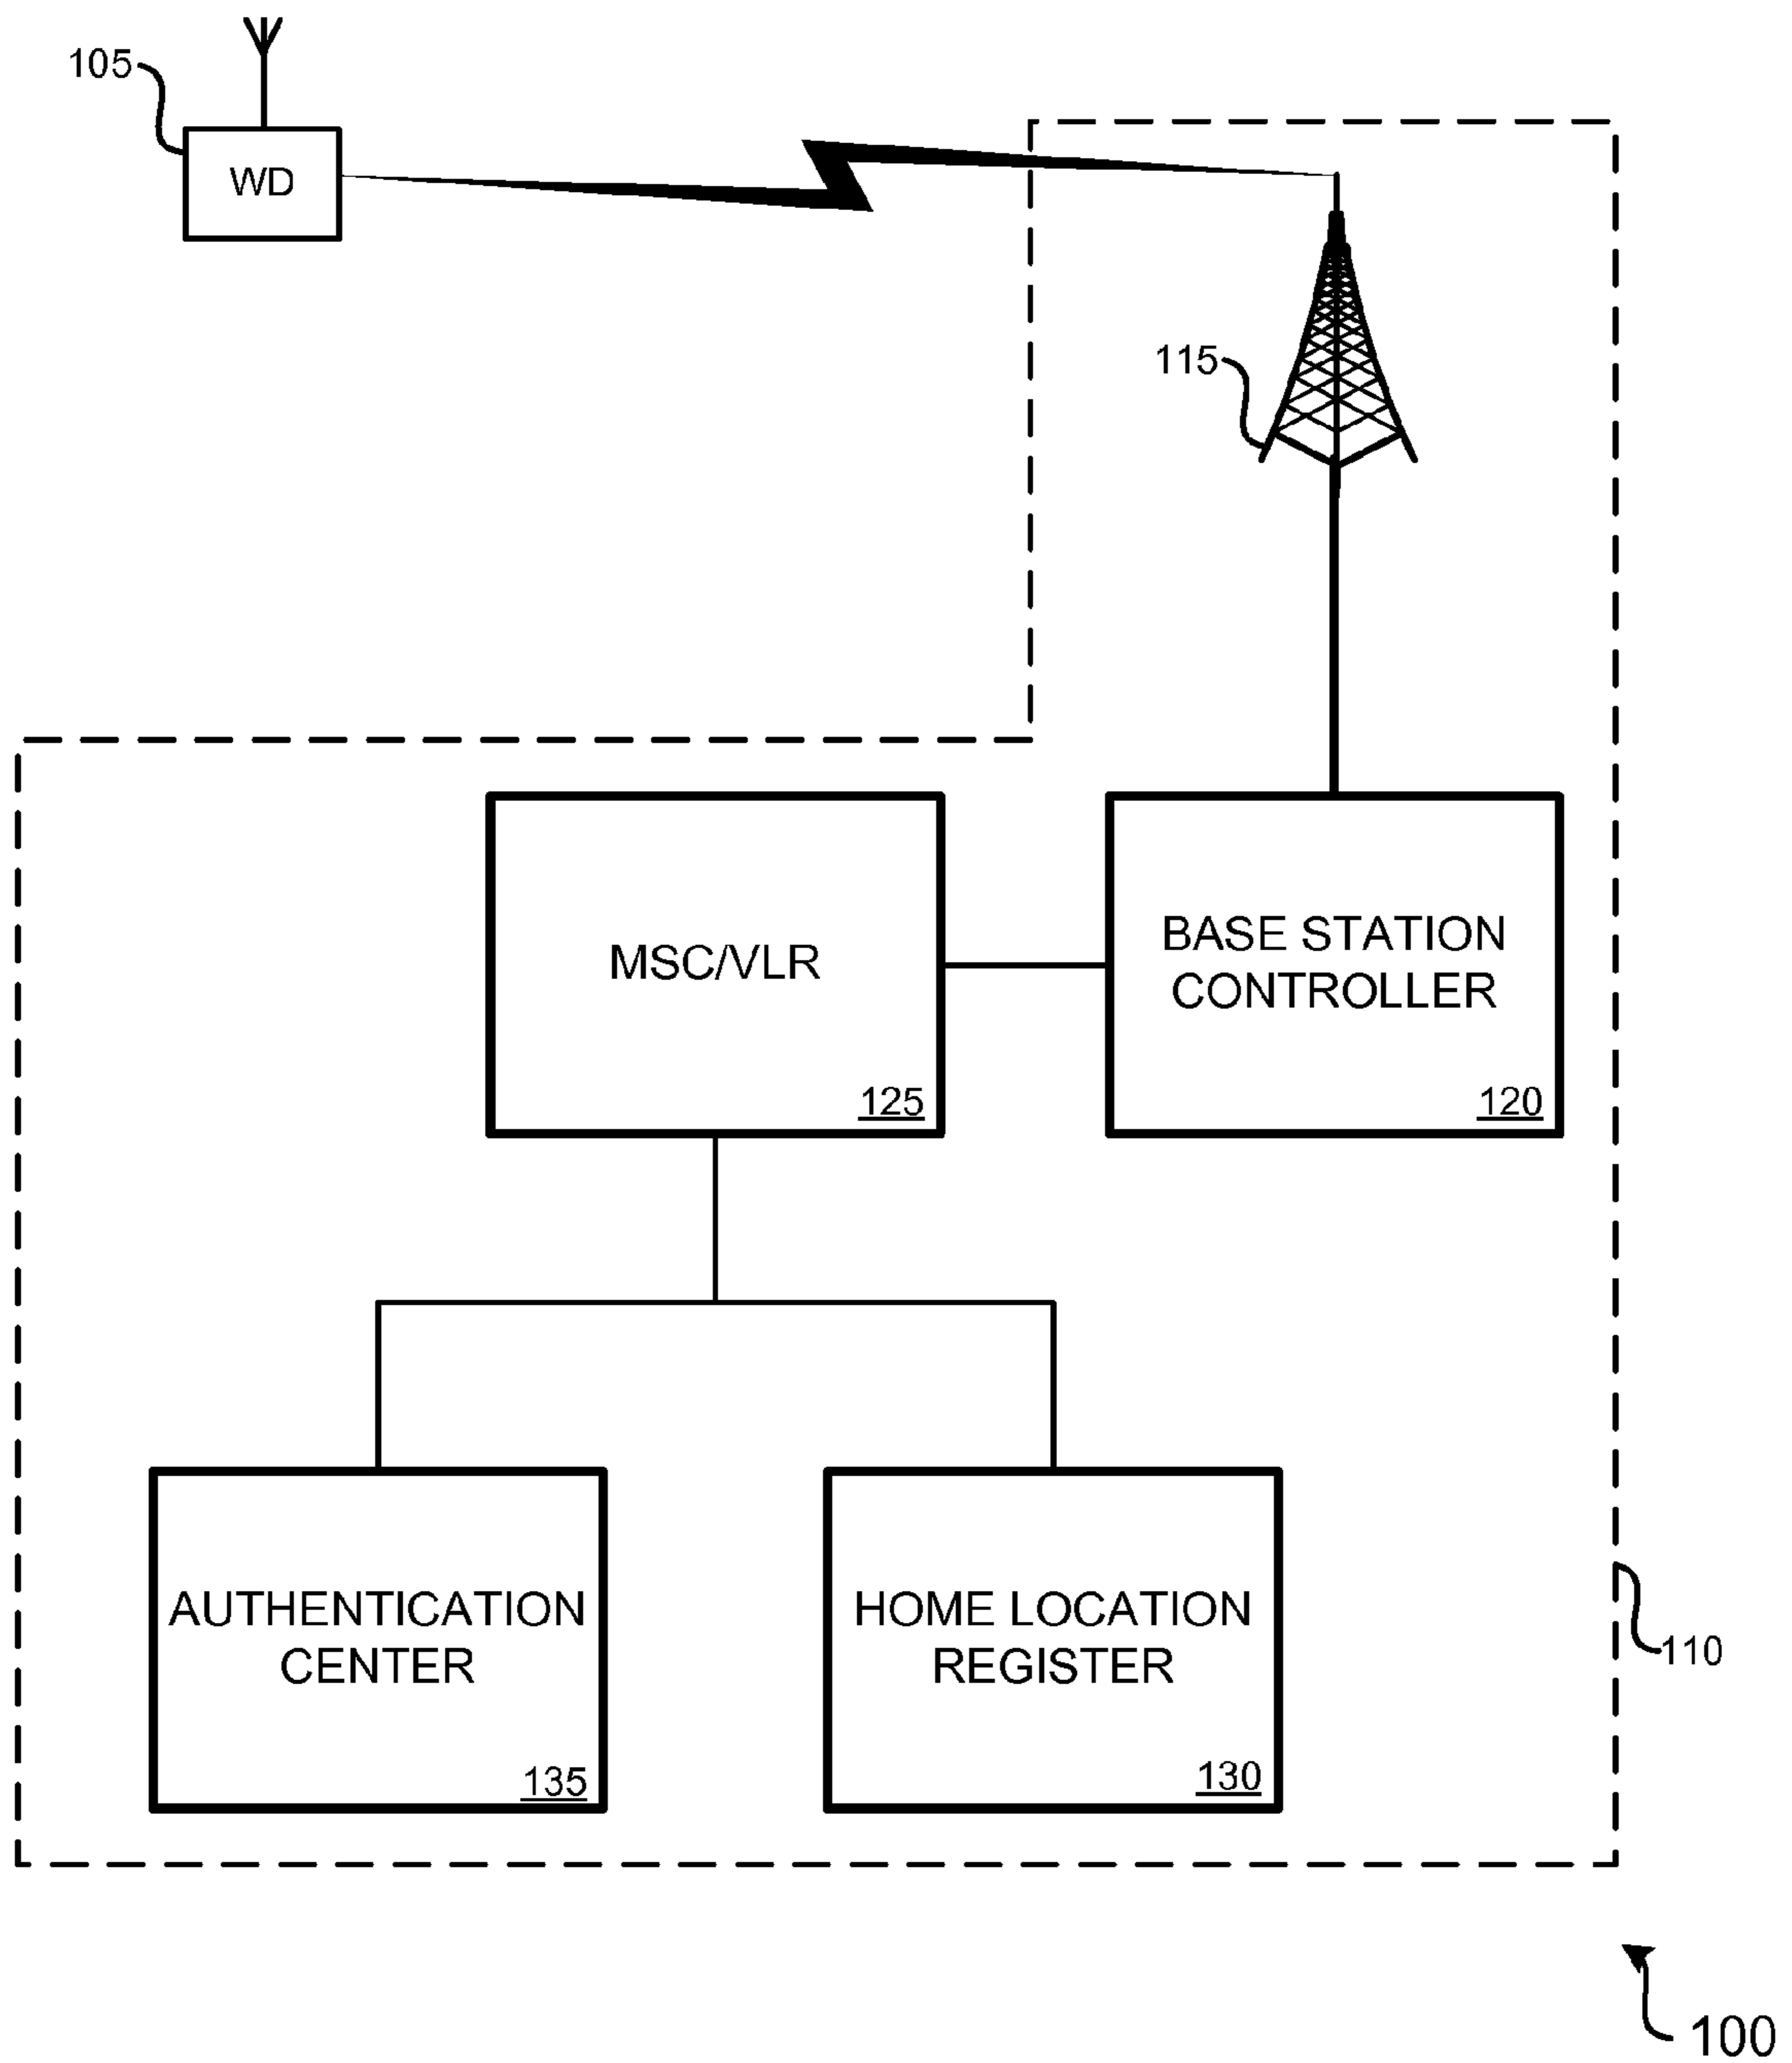 105
WD
115
MSC/VLR
125
BASE STATION
CONTROLLER
120
AUTHENTICATION
CENTER
135
HOME LOCATION
REGISTER
130
110
100